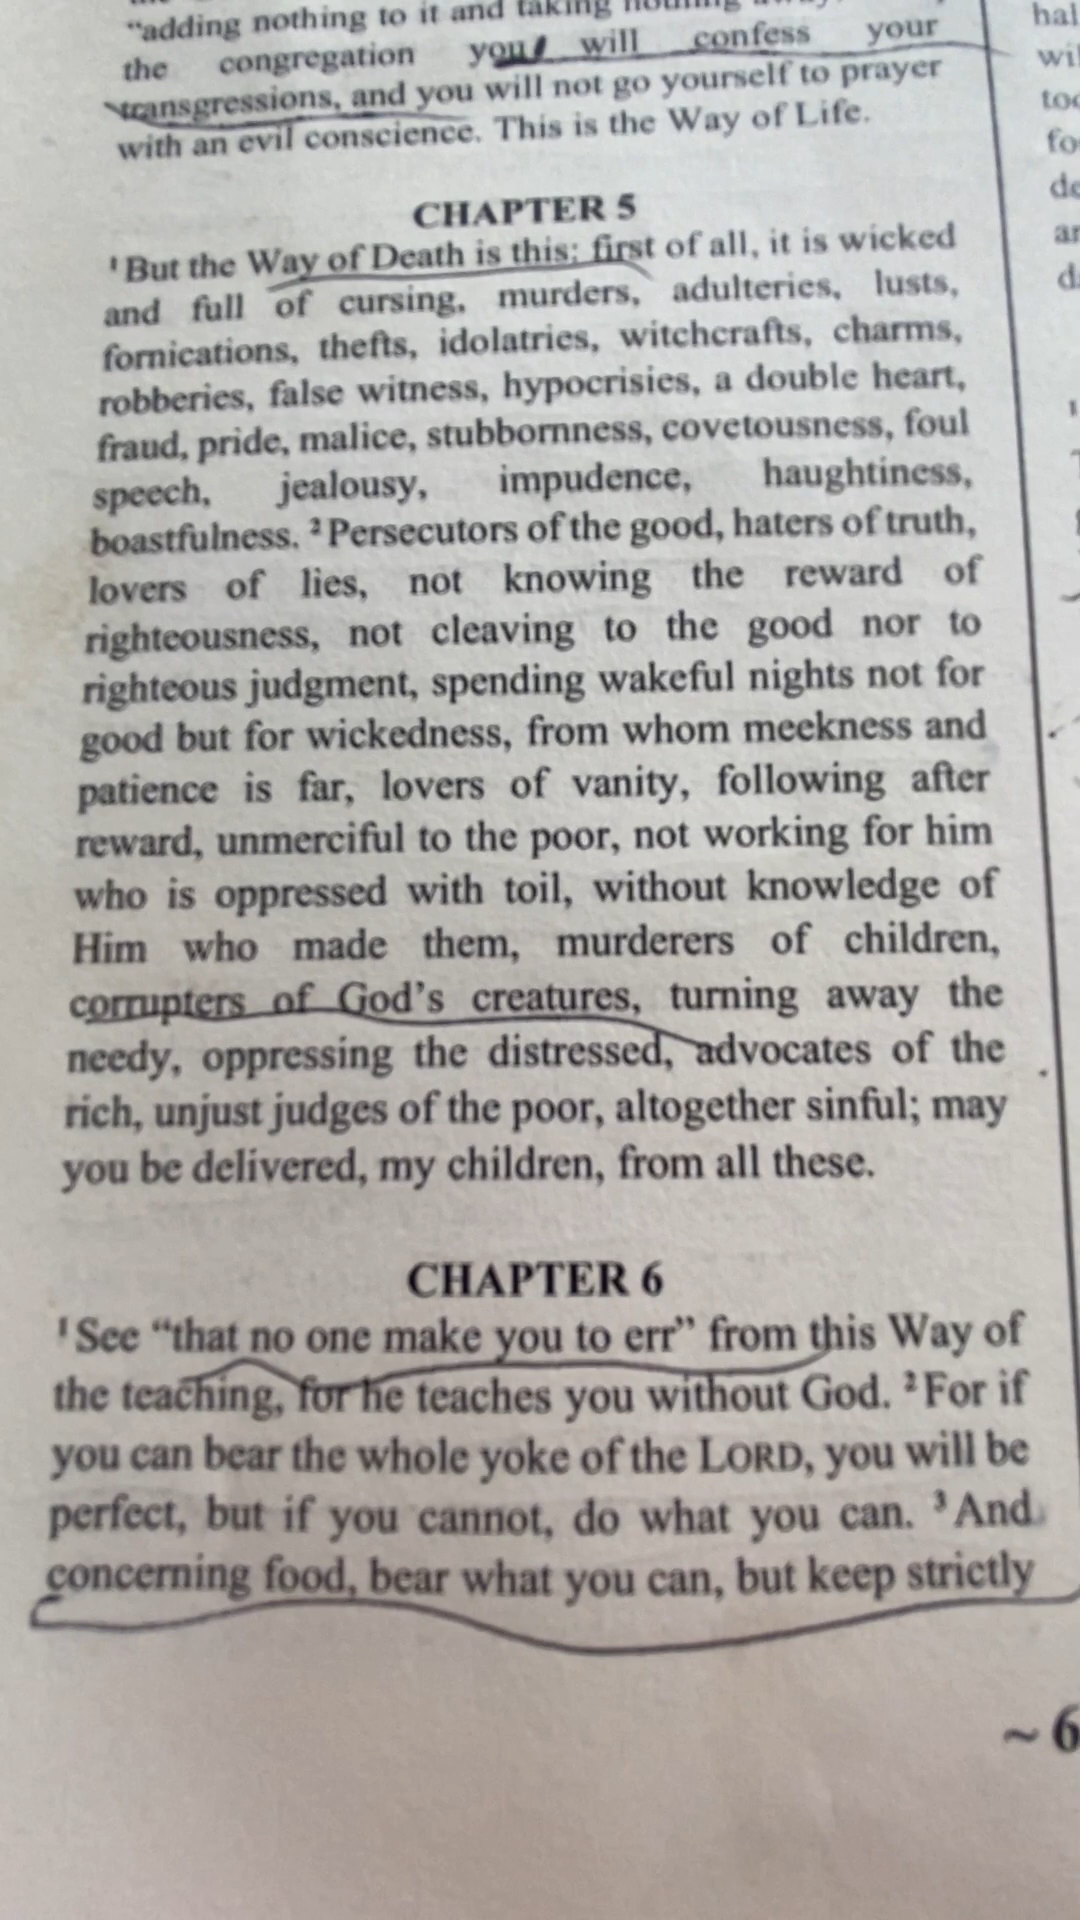 "adding nothing to it and taking nothing away."
the congregation you will confess your
transgressions, and you will not go yourself to prayer
with an evil conscience. This is the Way of Life.
CHAPTER 5
¹ But the Way of Death is this: first of all, it is wicked
and full of cursing, murders, adulteries, lusts,
fornications, thefts, idolatries, witchcrafts, charms,
robberies, false witness, hypocrisies, a double heart,
fraud, pride, malice, stubbornness, covetousness, foul
speech, jealousy, impudence, haughtiness,
boastfulness. ² Persecutors of the good, haters of truth,
lovers of lies, not knowing the reward of
righteousness, not cleaving to the good nor to
righteous judgment, spending wakeful nights not for
good but for wickedness, from whom meekness and
patience is far, lovers of vanity, following after
reward, unmerciful to the poor, not working for him
who is oppressed with toil, without knowledge of
Him who made them, murderers of children,
corrupters of God's creatures, turning away the
needy, oppressing the distressed, advocates of the
rich, unjust judges of the poor, altogether sinful; may
you be delivered, my children, from all these.
CHAPTER 6
¹ See "that no one make you to err" from this Way of
the teaching, for he teaches you without God. ² For if
you can bear the whole yoke of the LORD, you will be
perfect, but if you cannot, do what you can. ³ And
concerning food, bear what you can, but keep strictly
~ 6